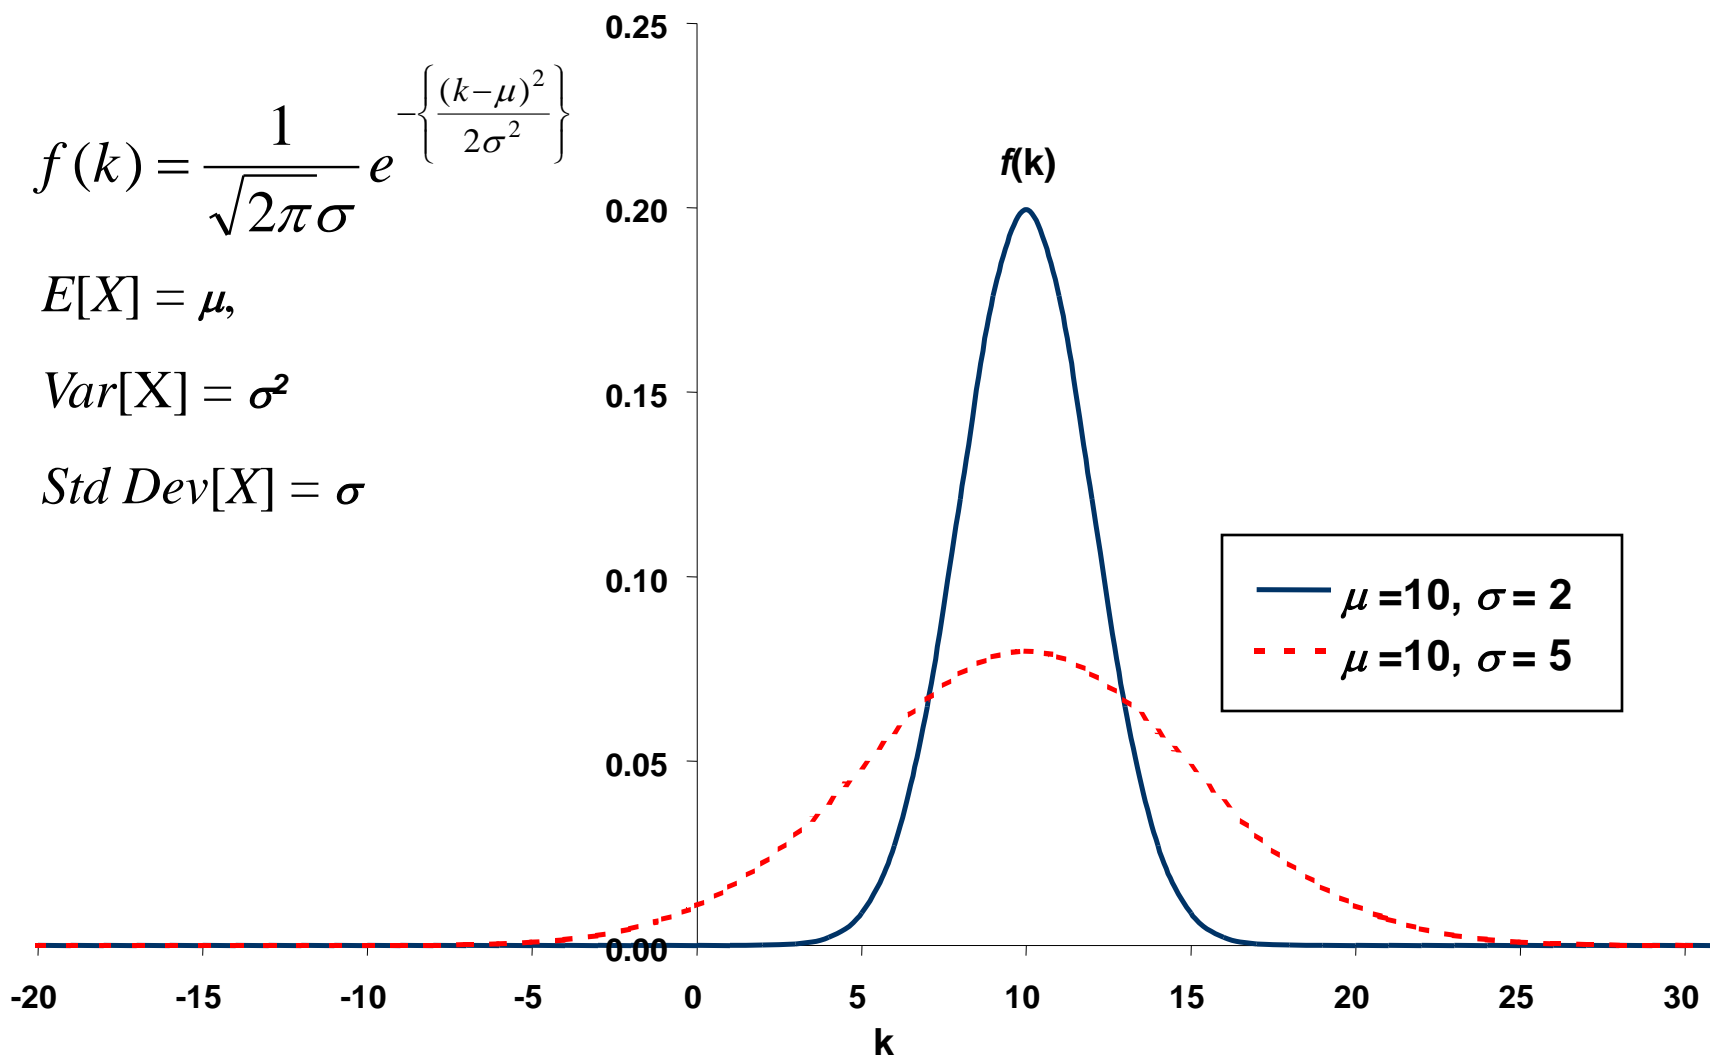 f(k) = 1/(√2π σ) e^−{(k−μ)²/2σ²}
E[X] = μ,
Var[X] = σ²
Std Dev[X] = σ
0.25
0.20
0.15
0.10
0.05
0.00
f(k)
μ =10, σ = 2
μ =10, σ = 5
-20 -15 -10 -5 0 5 10 15 20 25 30
k